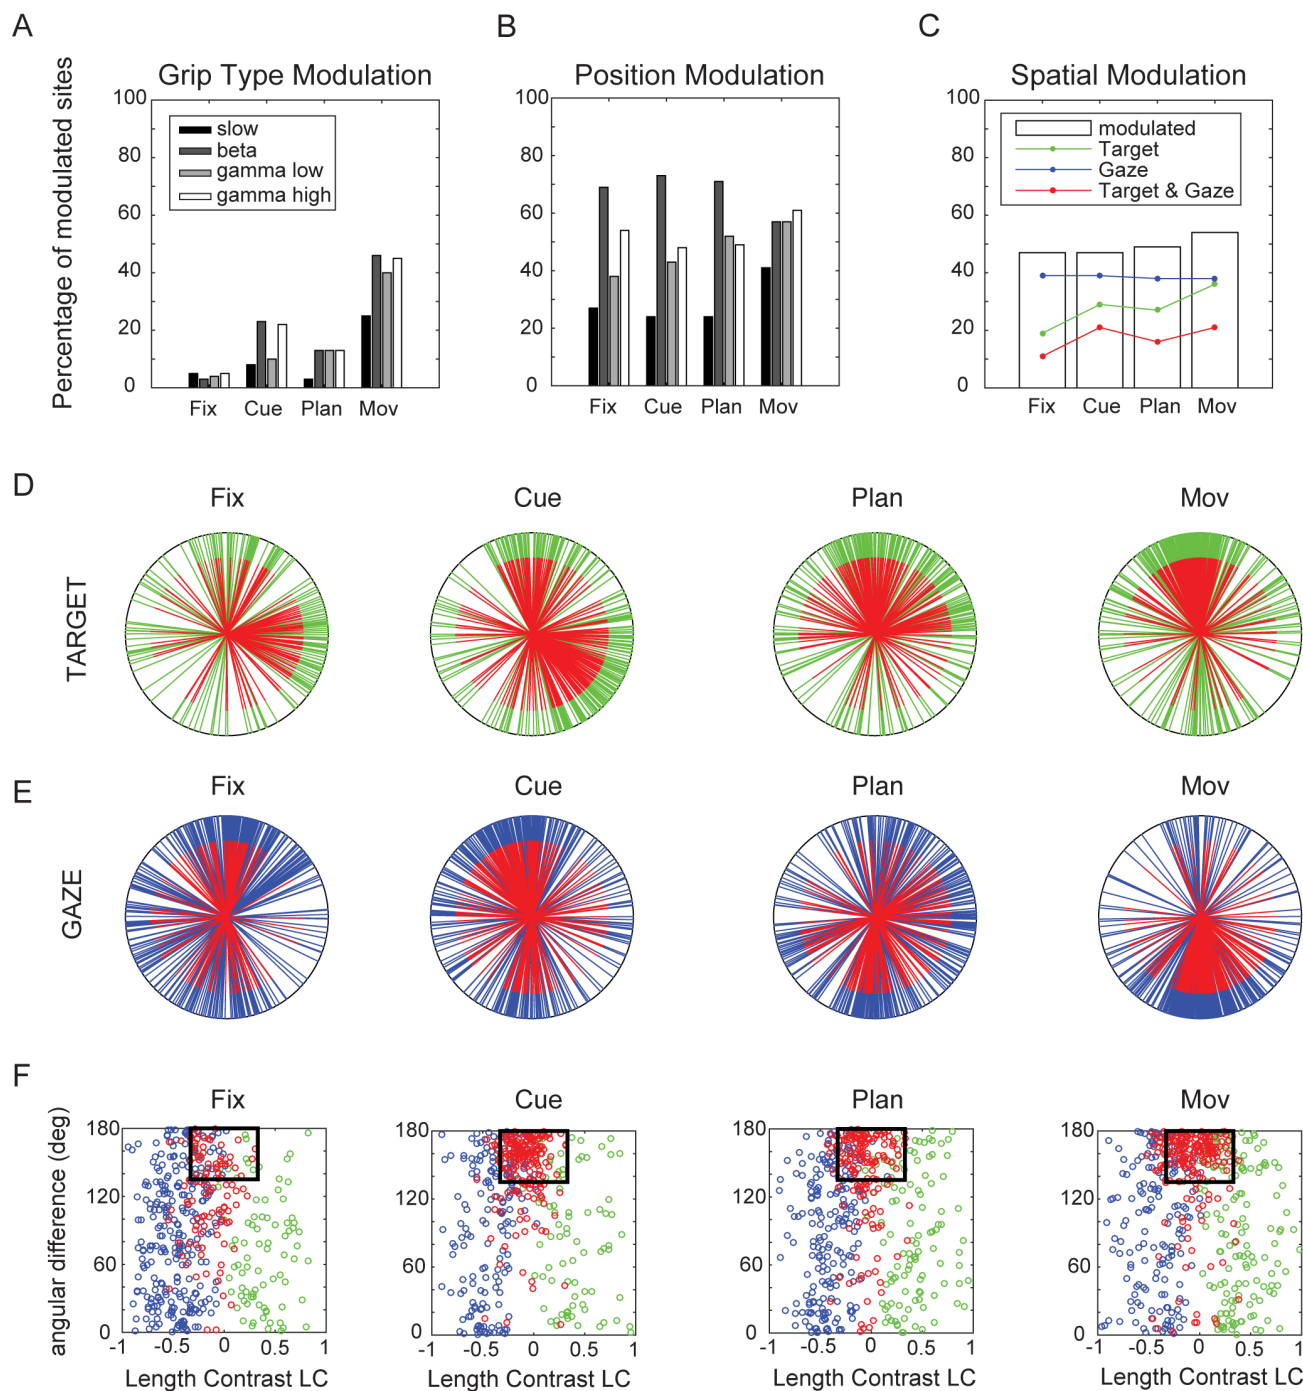 A
B
C
Grip Type Modulation
Position Modulation
Spatial Modulation
Percentage of modulated sites
100
80
60
40
20
0
slow
beta
gamma low
gamma high
Fix Cue Plan Mov
100
80
60
40
20
0
Fix Cue Plan Mov
100
80
60
40
20
0
modulated
Target
Gaze
Target & Gaze
Fix Cue Plan Mov
D
Fix Cue Plan Mov
TARGET
E
Fix Cue Plan Mov
GAZE
F
Fix Cue Plan Mov
angular difference (deg)
180
120
60
0
-1 -0.5 0 0.5 1
Length Contrast LC
180
120
60
0
-1 -0.5 0 0.5 1
Length Contrast LC
180
120
60
0
-1 -0.5 0 0.5 1
Length Contrast LC
180
120
60
0
-1 -0.5 0 0.5 1
Length Contrast LC